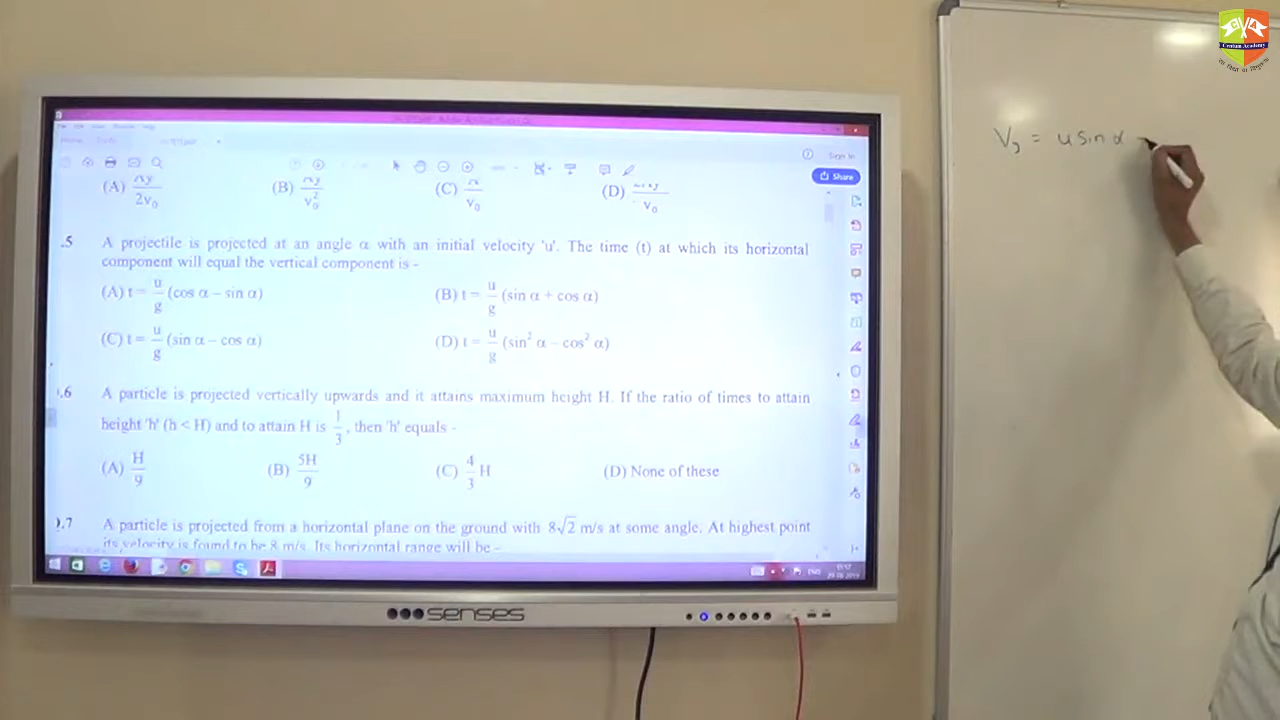 Centum Academy
Sign In
Share
(A) 2v₀ (B) v₀² (C) v₀ (D) v₀
.5 A projectile is projected at an angle α with an initial velocity 'u'. The time (t) at which its horizontal
component will equal the vertical component is -
(A) t = u/g (cos α – sin α) (B) t = u/g (sin α + cos α)
(C) t = u/g (sin α – cos α) (D) t = u/g (sin² α – cos² α)
.6 A particle is projected vertically upwards and it attains maximum height H. If the ratio of times to attain
height 'h' (h < H) and to attain H is 1/3, then 'h' equals -
(A) H/9 (B) 5H/9 (C) 4/3 H (D) None of these
.7 A particle is projected from a horizontal plane on the ground with 8√2 m/s at some angle. At highest point
its velocity is found to be 8 m/s. Its horizontal range will be -
senses
Vy = u sin α -